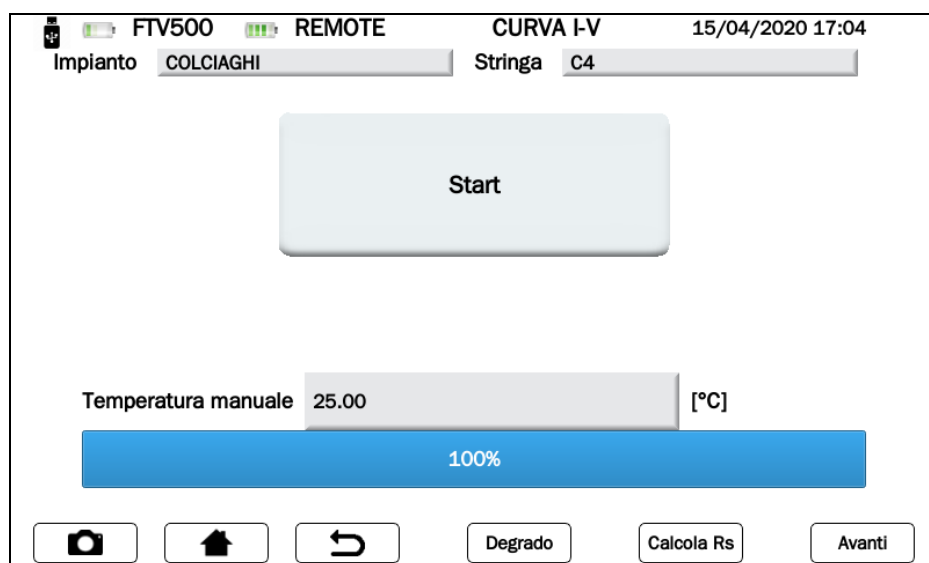 FTV500 REMOTE CURVA I-V 15/04/2020 17:04
Impianto COLCIAGHI Stringa C4
Start
Temperatura manuale 25.00 [°C]
100%
Degrado Calcola Rs Avanti